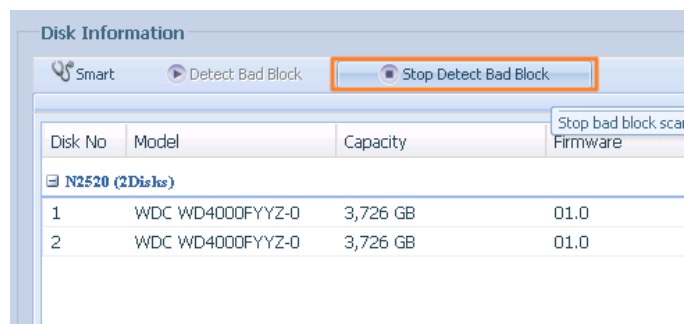 Disk Information
Smart Detect Bad Block Stop Detect Bad Block
Stop bad block
Disk No Model Capacity Firmware
N2520 (2Disks)
1 WDC WD4000FYYZ-0 3,726 GB 01.0
2 WDC WD4000FYYZ-0 3,726 GB 01.0